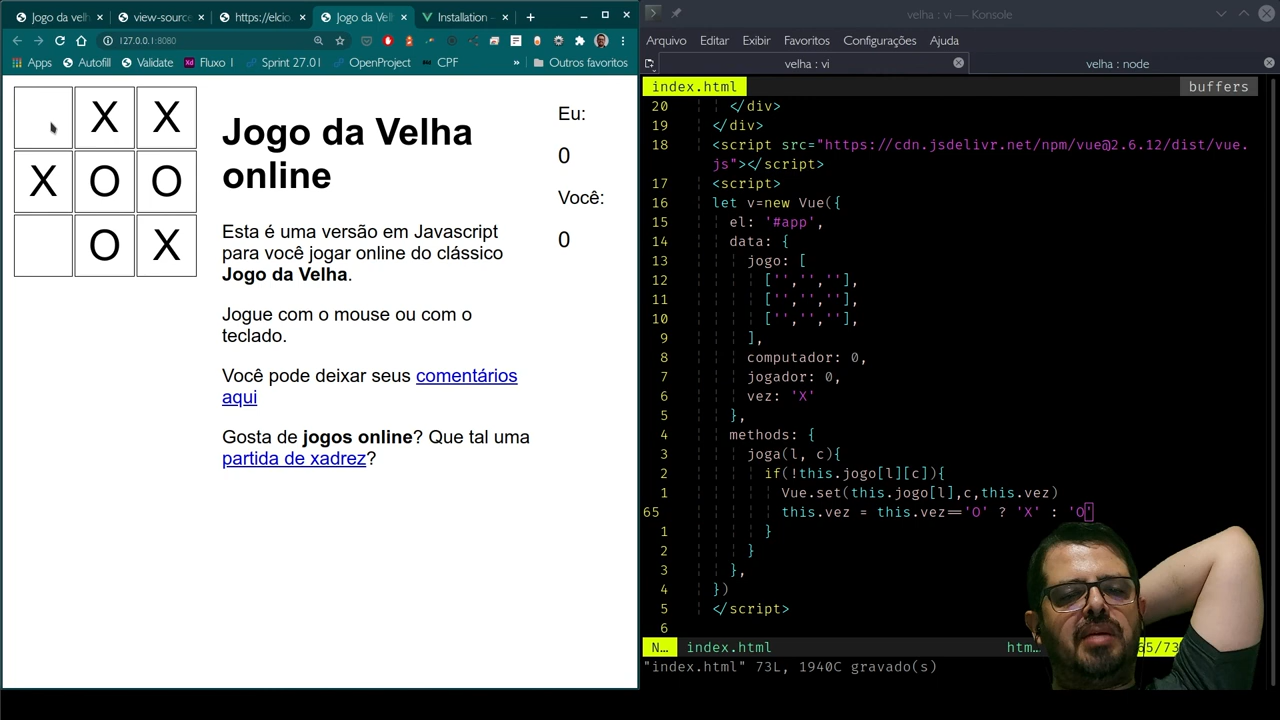 Jogo da velh
view-source
https://elcio.
Jogo da Vel
Installation –
velha : vi — Konsole
127.0.0.1:8080
Arquivo Editar Exibir Favoritos Configurações Ajuda
Apps Autofill Validate Fluxo 1 Sprint 27.01 OpenProject CPF » Outros favoritos
velha : vi
velha : node
index.html
buffers
X X
X O O
O X
Jogo da Velha
online
Esta é uma versão em Javascript
para você jogar online do clássico
Jogo da Velha.
Jogue com o mouse ou com o
teclado.
Você pode deixar seus comentários
aqui
Gosta de jogos online? Que tal uma
partida de xadrez?
Eu:
0
Você:
0
20 </div>
19 </div>
18 <script src="https://cdn.jsdelivr.net/npm/vue@2.6.12/dist/vue.
js"></script>
17 <script>
16 let v=new Vue({
15 el: '#app',
14 data: {
13 jogo: [
12 ['','',''],
11 ['','',''],
10 ['','',''],
9 ],
8 computador: 0,
7 jogador: 0,
6 vez: 'X'
5 },
4 methods: {
3 joga(l, c){
2 if(!this.jogo[l][c]){
1 Vue.set(this.jogo[l],c,this.vez)
65 this.vez = this.vez=='O' ? 'X' : 'O'
1 }
2 }
3 },
4 })
5 </script>
6
N… index.html htm… 65/73
"index.html" 73L, 1940C gravado(s)